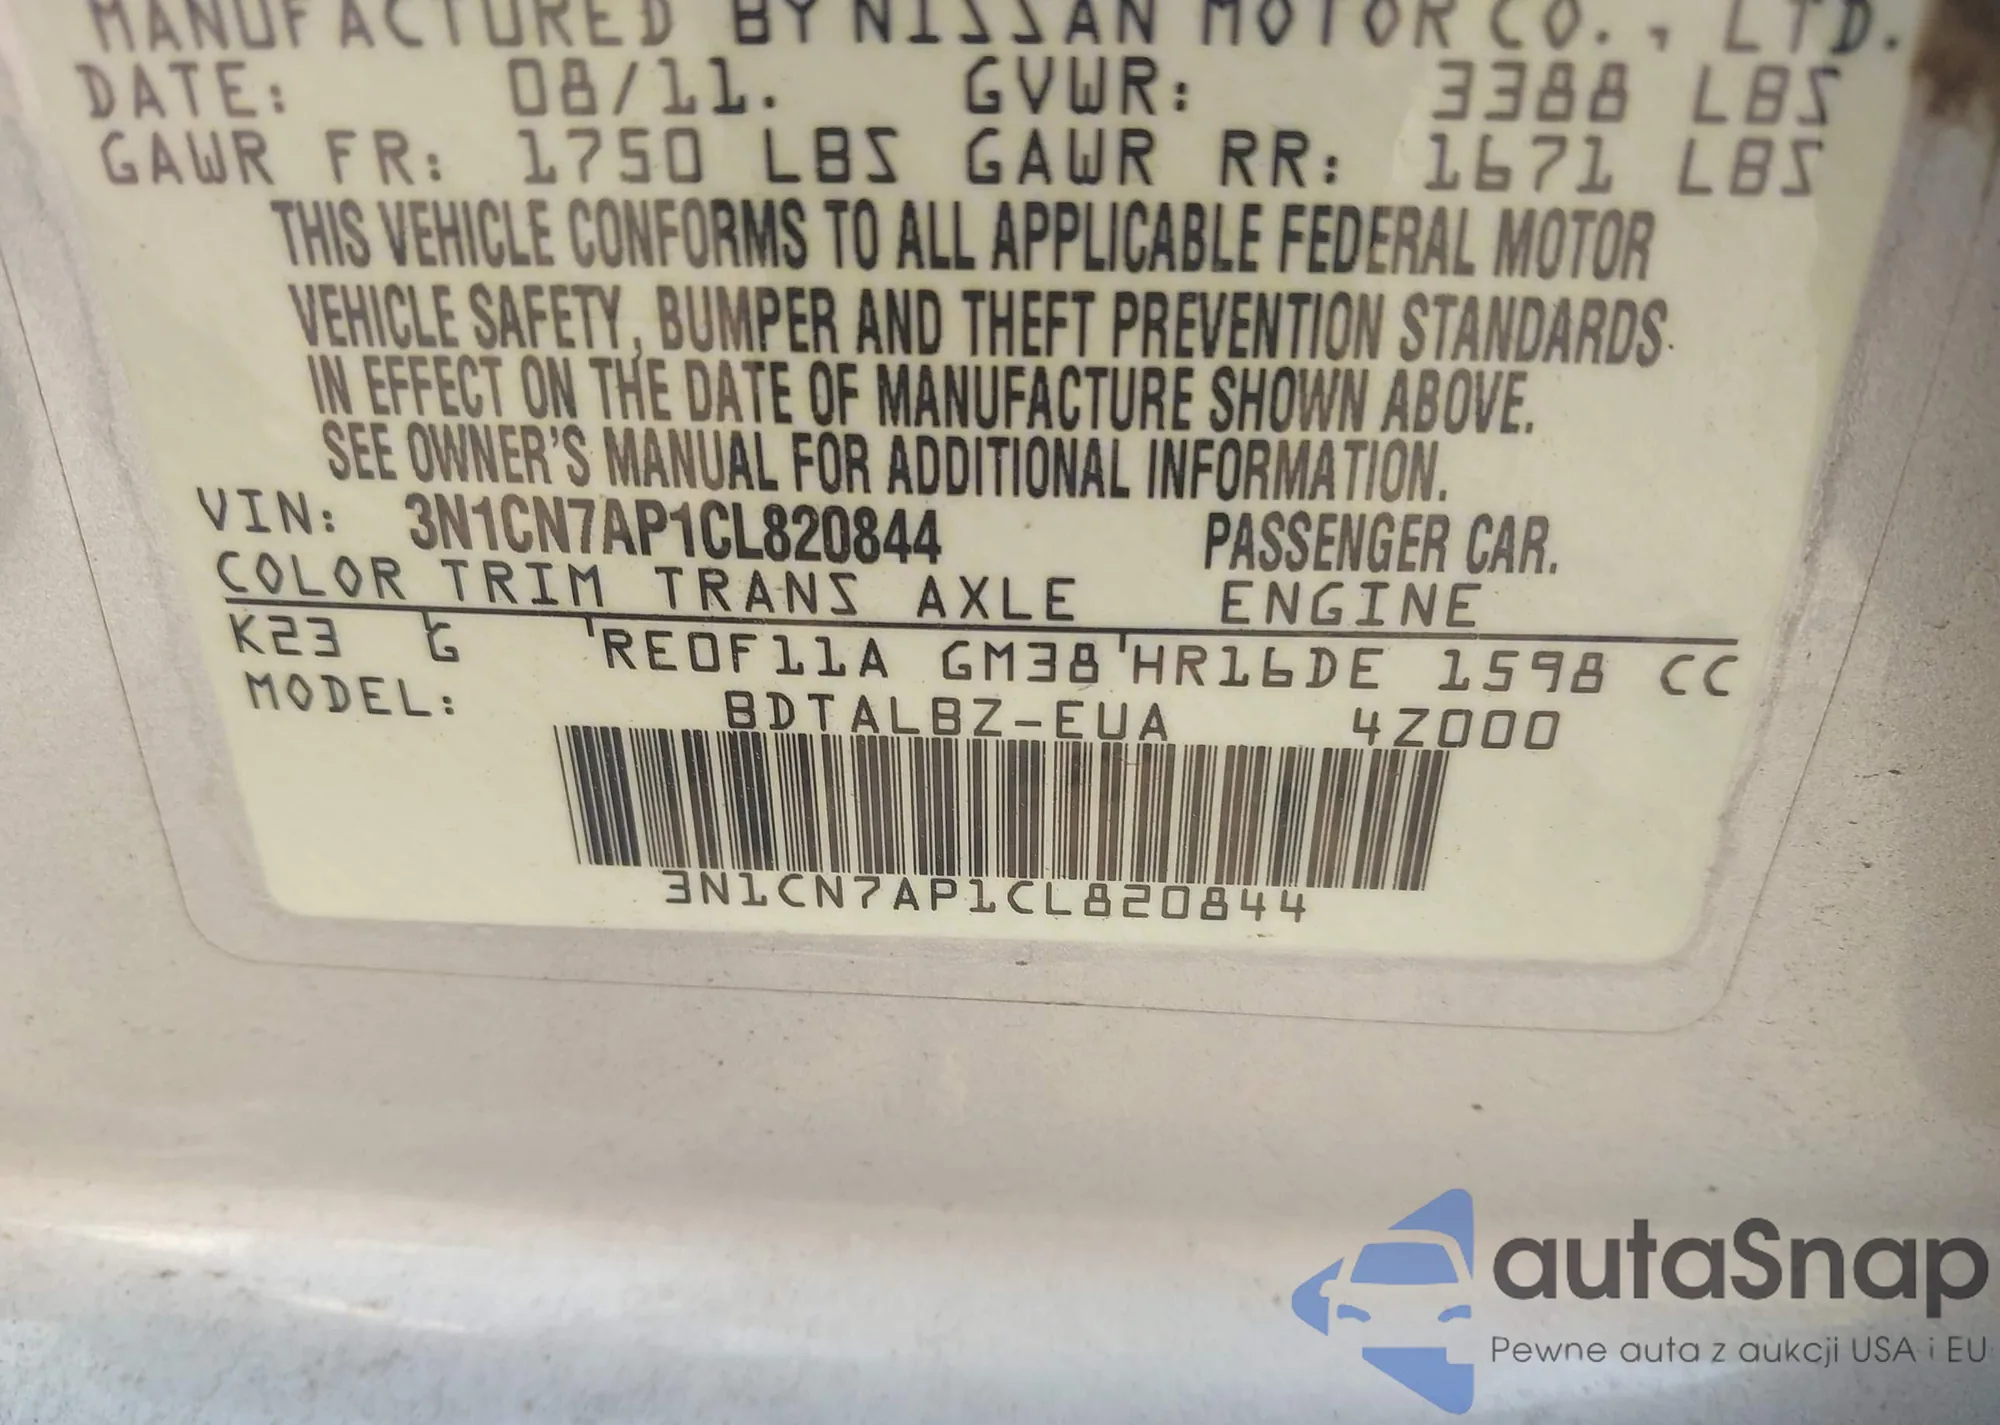 MANUFACTURED BY NISSAN MOTOR CO., LTD.
DATE: 08/11. GVWR: 3388 LBS
GAWR FR: 1750 LBS GAWR RR: 1671 LBS
THIS VEHICLE CONFORMS TO ALL APPLICABLE FEDERAL MOTOR
VEHICLE SAFETY, BUMPER AND THEFT PREVENTION STANDARDS
IN EFFECT ON THE DATE OF MANUFACTURE SHOWN ABOVE.
SEE OWNER'S MANUAL FOR ADDITIONAL INFORMATION.
VIN: 3N1CN7AP1CL820844 PASSENGER CAR.
COLOR TRIM TRANS AXLE ENGINE
K23 G RE0F11A GM38 HR16DE 1598 CC
MODEL: BDTALBZ-EUA 4Z000
3N1CN7AP1CL820844
autaSnap
Pewne auta z aukcji USA i EU